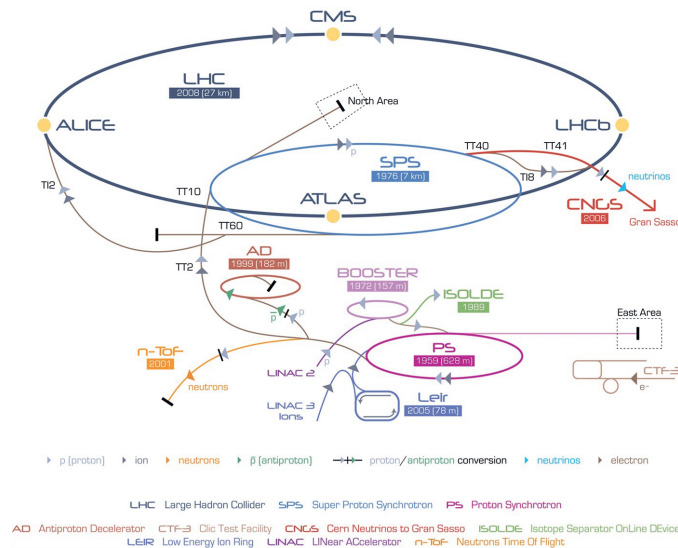 CMS
LHC
2008 (27 km)
North Area
ALICE
LHCb
TT40
TT41
p
SPS
1976 (7 km)
TI8
TI2
TT10
neutrinos
ATLAS
CNGS
2006
Gran Sasso
TT60
AD
1999 (182 m)
TT2
BOOSTER
1972 (157 m)
ISOLDE
1989
p
p̅
East Area
n-ToF
2001
p
PS
1959 (628 m)
neutrons
LINAC 2
CTF-3
e-
LINAC 3
Ions
Leir
2005 (78 m)
p (proton)
ion
neutrons
p̅ (antiproton)
proton/antiproton conversion
neutrinos
electron
LHC Large Hadron Collider
SPS Super Proton Synchrotron
PS Proton Synchrotron
AD Antiproton Decelerator
CTF-3 Clic Test Facility
CNGS Cern Neutrinos to Gran Sasso
ISOLDE Isotope Separator OnLine DEvice
LEIR Low Energy Ion Ring
LINAC LINear ACcelerator
n-ToF Neutrons Time Of Flight